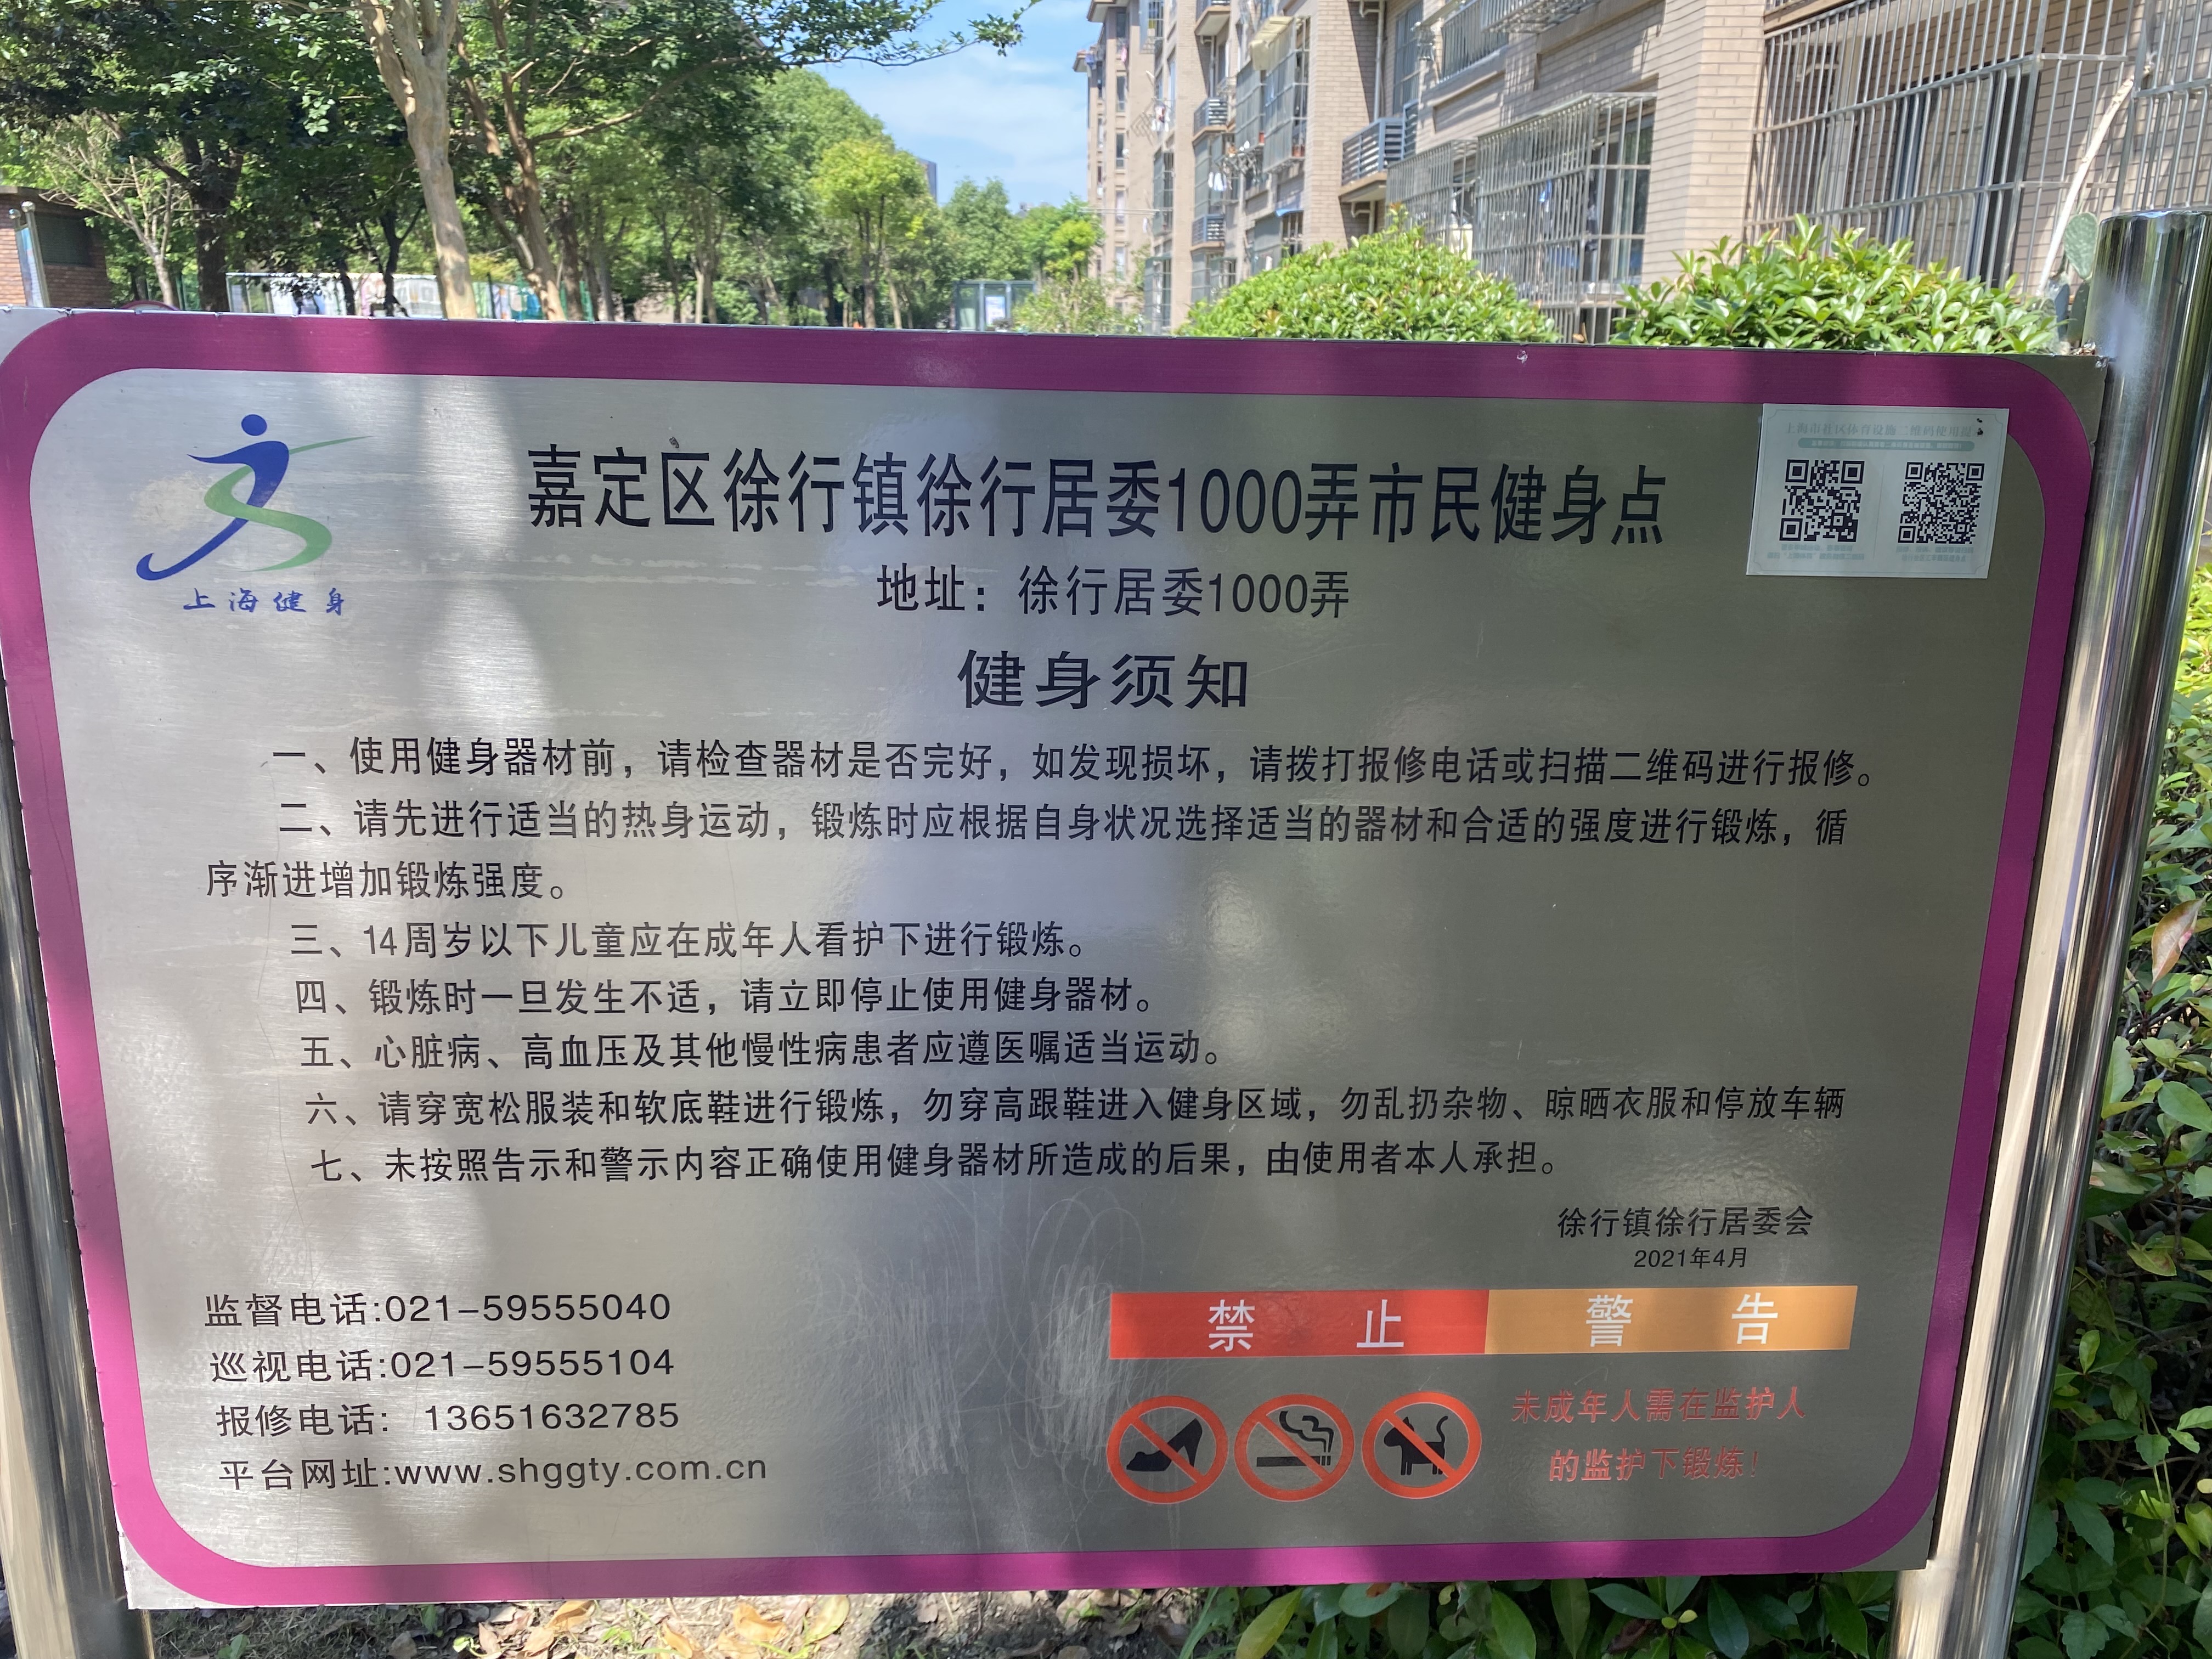 嘉定区徐行镇徐行居委1000弄市民健身点
上海健身
上海市社区体育设施二维码使用授
地址：徐行居委1000弄
健身须知
一、使用健身器材前，请检查器材是否完好，如发现损坏，请拨打报修电话或扫描二维码进行报修。
二、请先进行适当的热身运动，锻炼时应根据自身状况选择适当的器材和合适的强度进行锻炼，循
序渐进增加锻炼强度。
三、14周岁以下儿童应在成年人看护下进行锻炼。
四、锻炼时一旦发生不适，请立即停止使用健身器材。
五、心脏病、高血压及其他慢性病患者应遵医嘱适当运动。
六、请穿宽松服装和软底鞋进行锻炼，勿穿高跟鞋进入健身区域，勿乱扔杂物、晾晒衣服和停放车辆
七、未按照告示和警示内容正确使用健身器材所造成的后果，由使用者本人承担。
徐行镇徐行居委会
2021年4月
监督电话:021-59555040
巡视电话:021-59555104
报修电话: 13651632785
平台网址:www.shggty.com.cn
禁 止 警 告
未成年人需在监护人
的监护下锻炼！